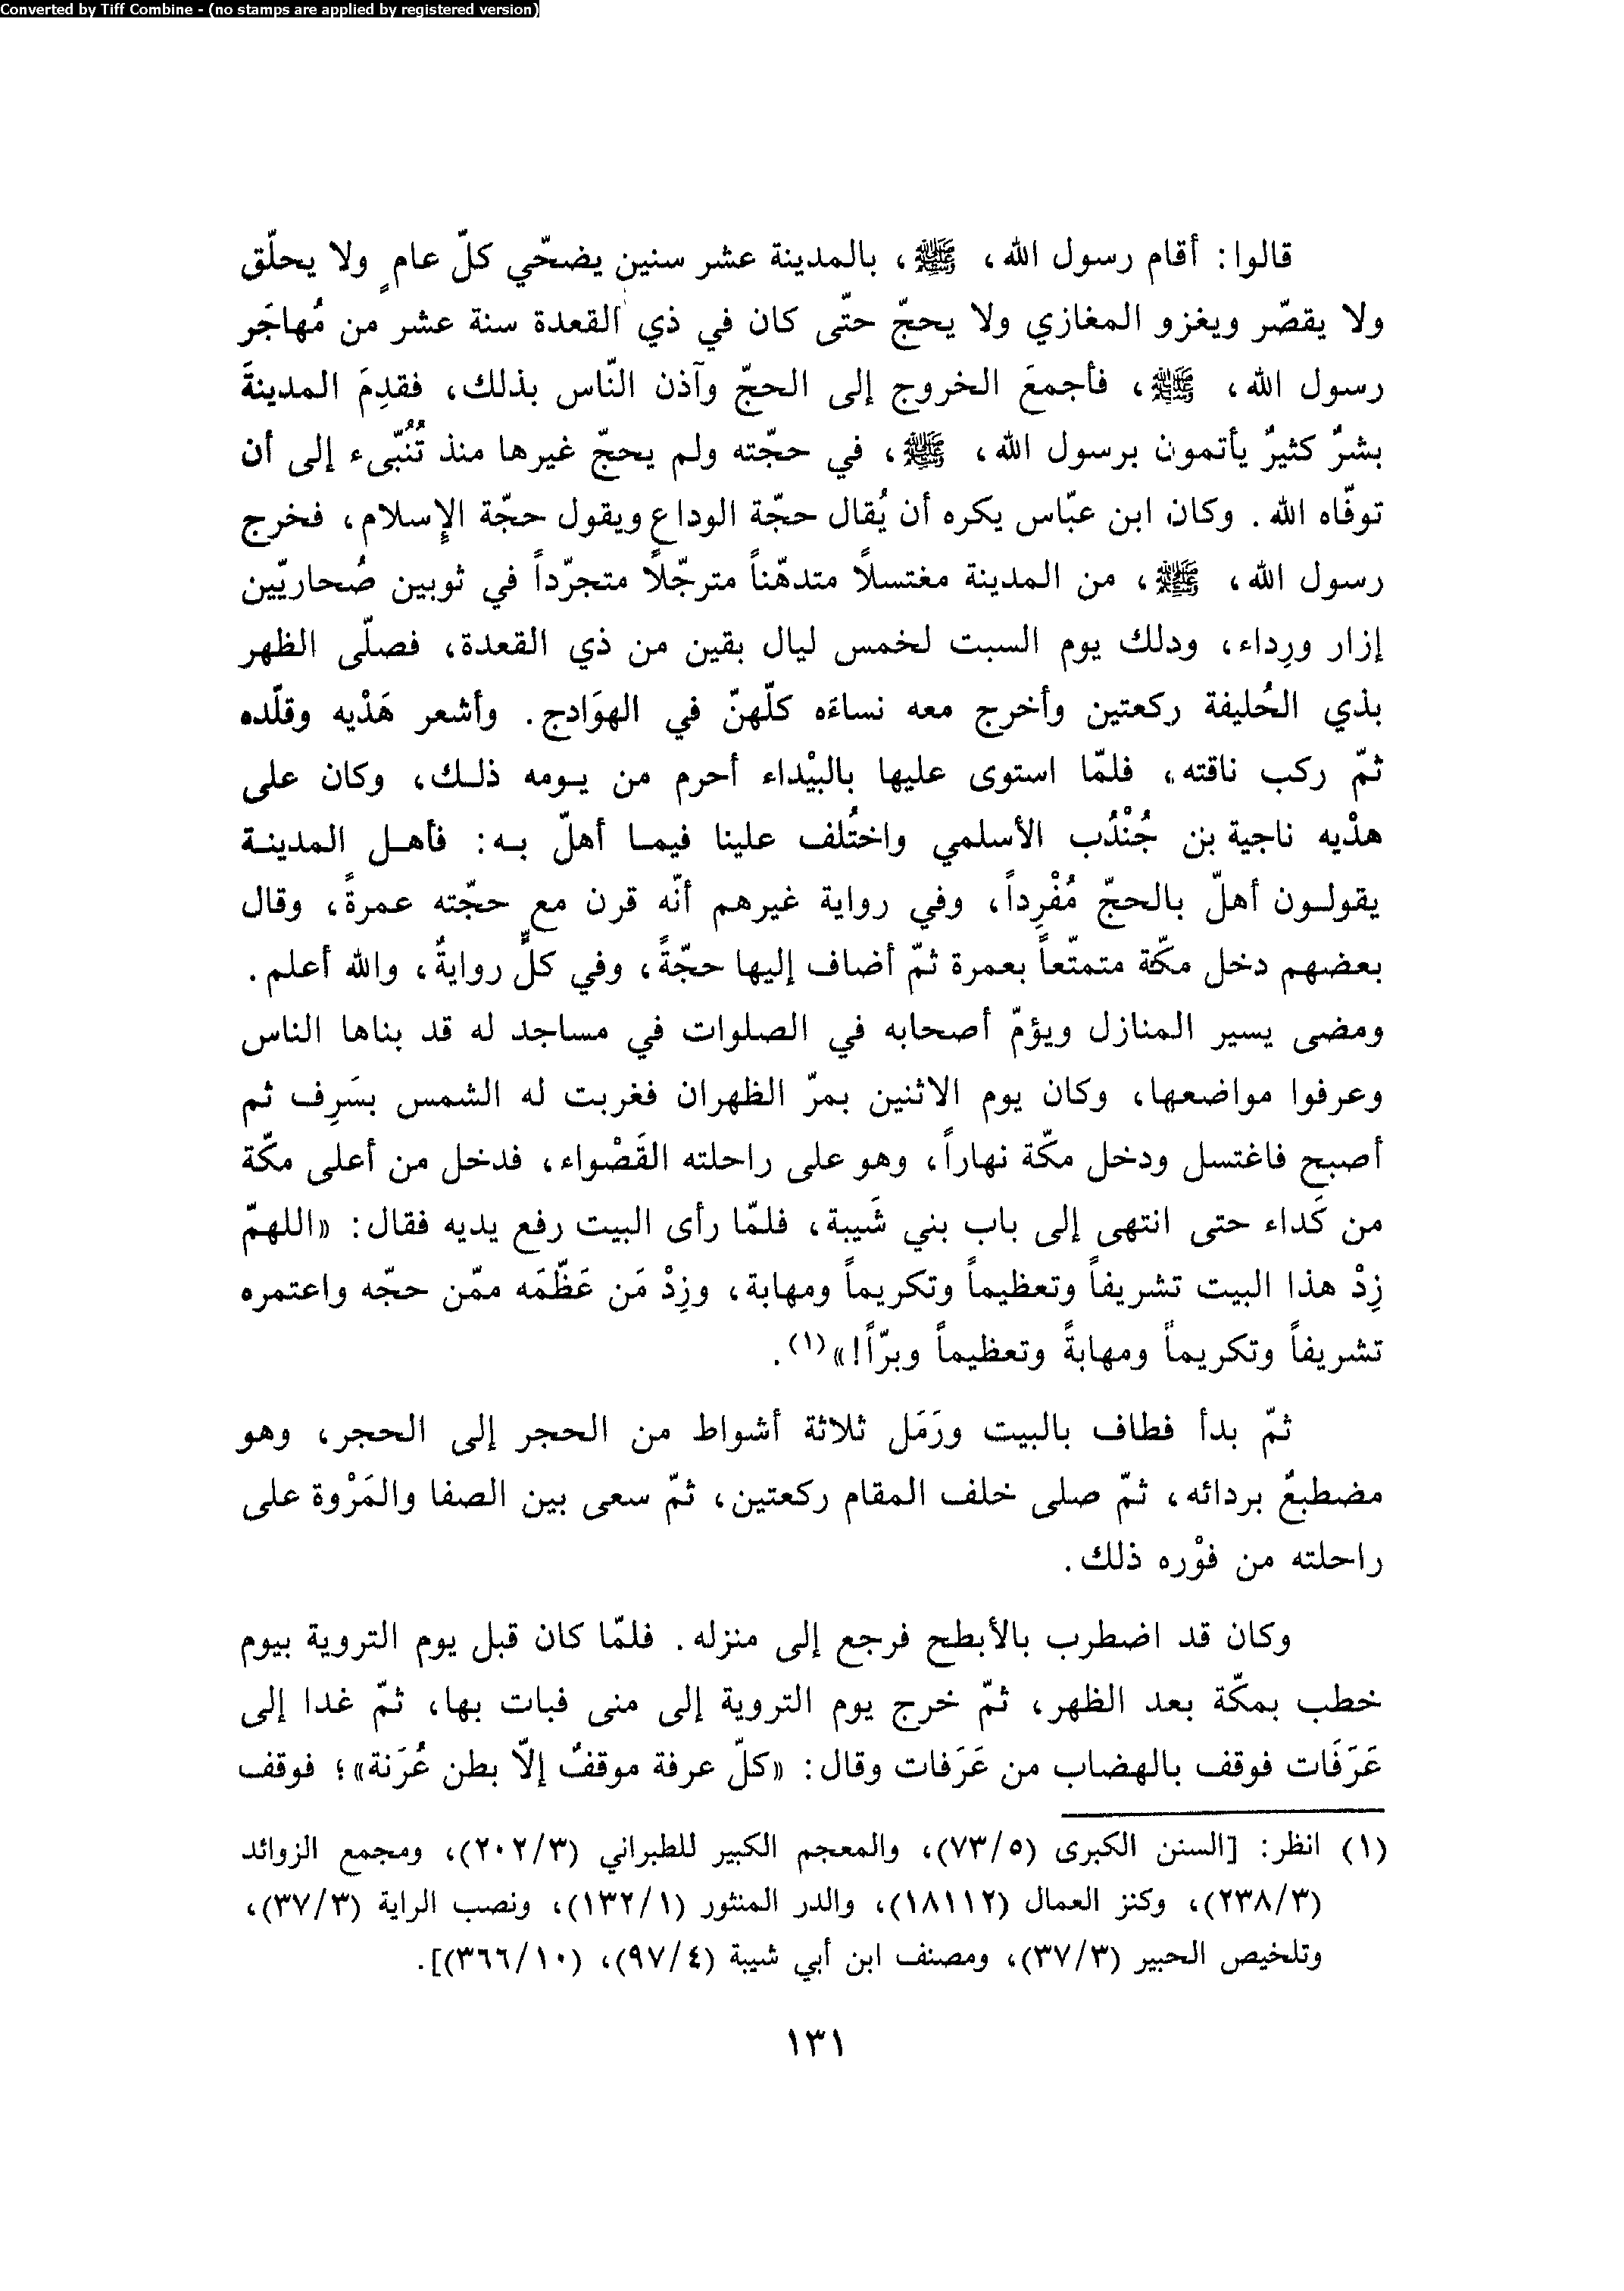 Converted by Tiff Combine - (no stamps are applied by registered version)
قالوا: أقام رسول الله، ﷺ، بالمدينة عشر سنين يضحّي كلّ عامٍ ولا يحلّق
ولا يقصّر ويغزو المغازي ولا يحجّ حتّى كان في ذي القعدة سنة عشر من مُهاجَر
رسول الله، ﷺ، فأجمعَ الخروج إلى الحجّ وآذن النّاس بذلك، فقدِمَ المدينةَ
بشرٌ كثيرٌ يأتمون برسول الله، ﷺ، في حجّته ولم يحجّ غيرها منذ تُنُبّىء إلى أن
توفّاه الله. وكان ابن عبّاس يكره أن يُقال حجّة الوداع ويقول حجّة الإسلام، فخرج
رسول الله، ﷺ، من المدينة مغتسلاً متدهّناً مترجّلاً متجرّداً في ثوبين صُحاريّين
إزار ورِداء، ودلك يوم السبت لخمس ليال بقين من ذي القعدة، فصلّى الظهر
بذي الحُليفة ركعتين وأخرج معه نساءَه كلّهنّ في الهوَادج. وأشعر هَدْيه وقلّده
ثمّ ركب ناقته، فلمّا استوى عليها بالبيْداء أحرم من يـومه ذلـك، وكان على
هدْيه ناجية بن جُنْدُب الأسلمي واختُلف علينا فيمـا أهلّ بـه: فأهـل المدينـة
يقولـون أهلّ بالحجّ مُفْرِداً، وفي رواية غيرهم أنّه قرن مع حجّته عمرةً، وقال
بعضهم دخل مكّة متمتّعاً بعمرة ثمّ أضاف إليها حجّةً، وفي كلٍّ روايةٌ، والله أعلم.
ومضى يسير المنازل ويؤمّ أصحابه في الصلوات في مساجد له قد بناها الناس
وعرفوا مواضعها، وكان يوم الاثنين بمرّ الظهران فغربت له الشمس بسَرِف ثم
أصبح فاغتسل ودخل مكّة نهاراً، وهو على راحلته القَصْواء، فدخل من أعلى مكّة
من كَداء حتى انتهى إلى باب بني شَيبة، فلمّا رأى البيت رفع يديه فقال: «اللهمّ
زِدْ هذا البيت تشريفاً وتعظيماً وتكريماً ومهابة، وزِدْ مَن عَظّمَه ممّن حجّه واعتمره
تشريفاً وتكريماً ومهابةً وتعظيماً وبرّاً!»(١).
ثمّ بدأ فطاف بالبيت ورَمَل ثلاثة أشواط من الحجر إلى الحجر، وهو
مضطبعٌ بردائه، ثمّ صلى خلف المقام ركعتين، ثمّ سعى بين الصفا والمَرْوة على
راحلته من فوْره ذلك.
وكان قد اضطرب بالأبطح فرجع إلى منزله. فلمّا كان قبل يوم التروية بيوم
خطب بمكّة بعد الظهر، ثمّ خرج يوم التروية إلى منى فبات بها، ثمّ غدا إلى
عَرَفَات فوقف بالهضاب من عَرَفات وقال: «كلّ عرفة موقفٌ إلاّ بطن عُرَنة»؛ فوقف
(١) انظر: [السنن الكبرى (٧٣/٥)، والمعجم الكبير للطبراني (٢٠٢/٣)، ومجمع الزوائد
(٢٣٨/٣)، وكنز العمال (١٨١١٢)، والدر المنثور (١٣٢/١)، ونصب الراية (٣٧/٣)،
وتلخيص الحبير (٣٧/٣)، ومصنف ابن أبي شيبة (٩٧/٤)، (٣٦٦/١٠)].
١٣١